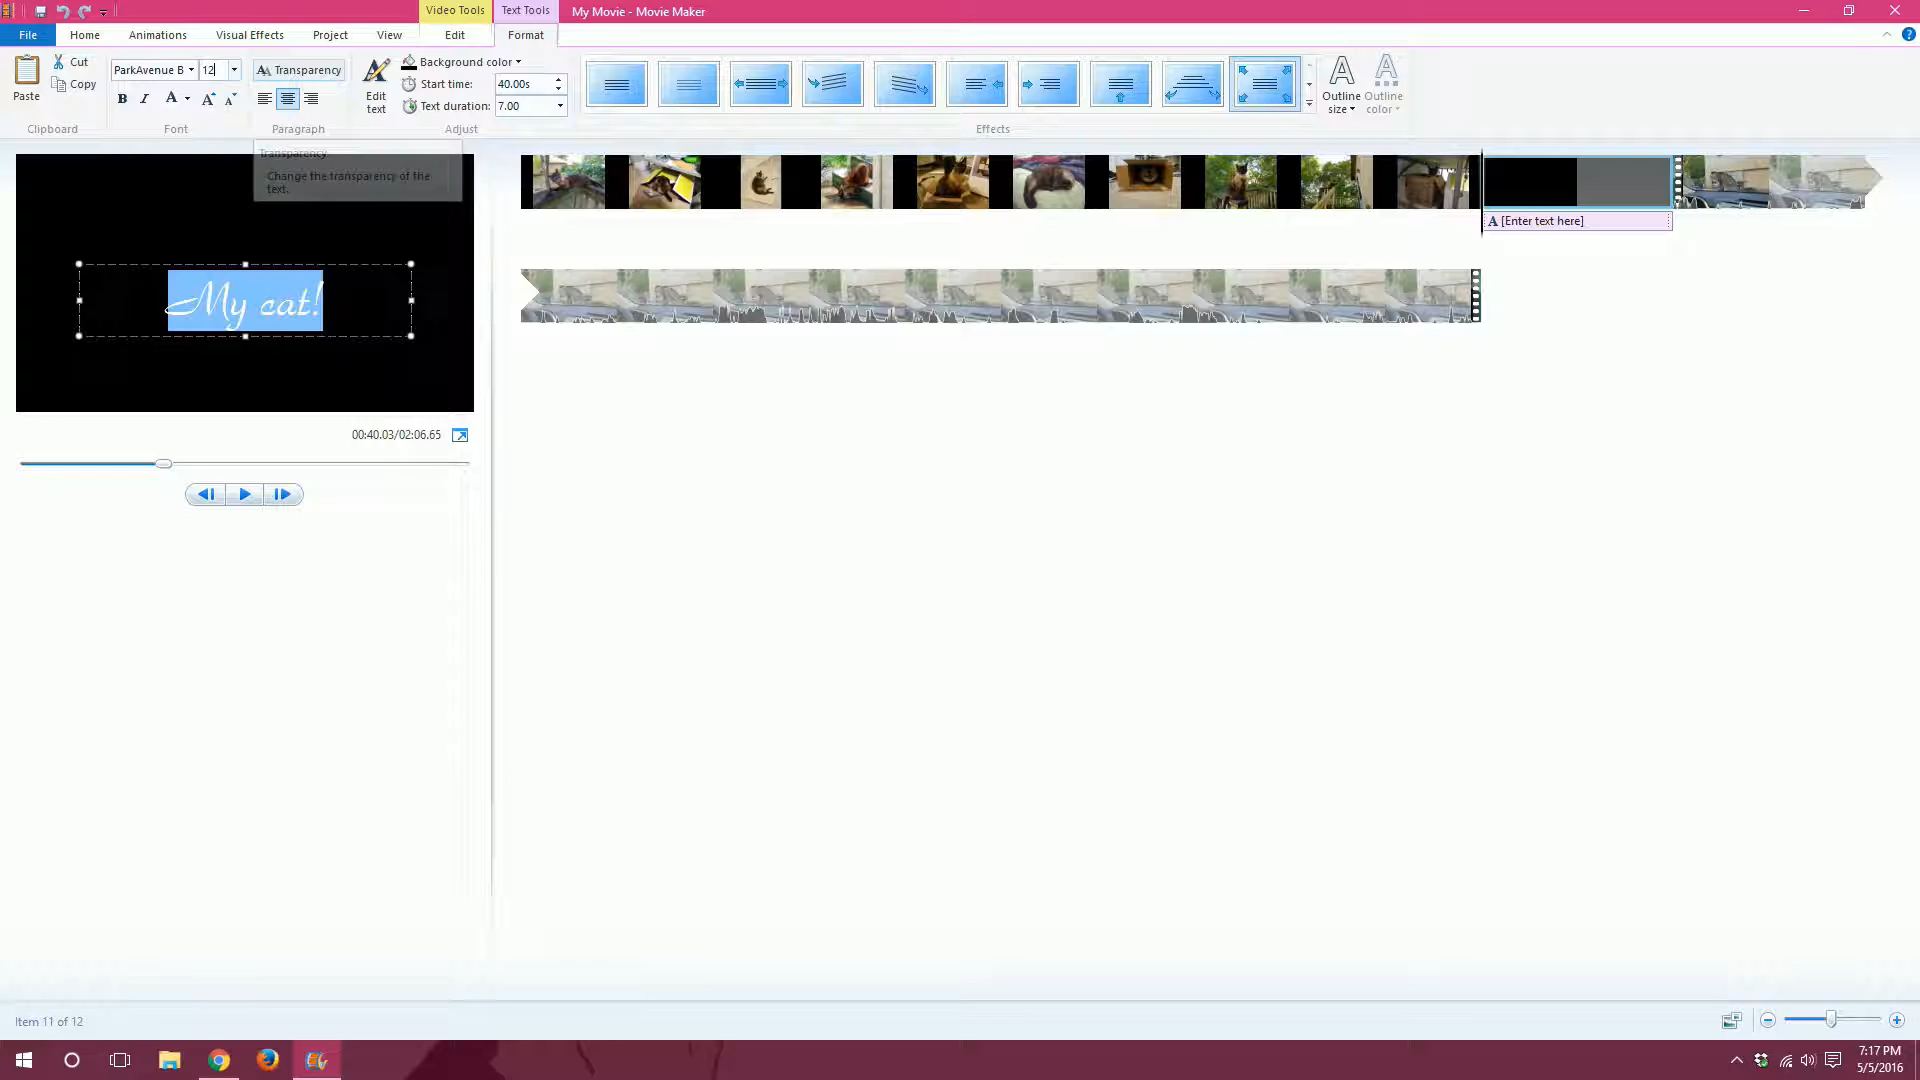 Video Tools Text Tools My Movie - Movie Maker
File Home Animations Visual Effects Project View Edit Format
Paste
Cut
Copy
Clipboard
ParkAvenue B 12
B I A A A
Font
Transparency
Paragraph
Edit
text
Background color
Start time: 40.00s
Text duration: 7.00
Adjust
Effects
Outline
size
Outline
color
Transparency
Change the transparency of the
text.
My cat!
A [Enter text here]
00:40.03/02:06.65
Item 11 of 12
7:17 PM
5/5/2016